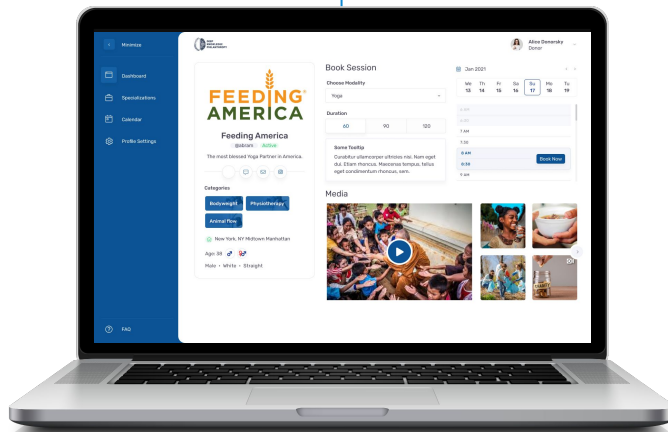 Minimize
Dashboard
Specializations
Calendar
Profile Settings
FAQ
Alice Donorsky
Donor
FEEDING
AMERICA
Feeding America
@abram Active
The most blessed Yoga Partner in America.
Categories
Bodyweight
Physiotherapy
Animal flow
New York, NY Midtown Manhattan
Age: 38
Male • White • Straight
Book Session
Choose Modality
Yoga
Duration
60 90 120
Some Tooltip
Curabitur ullamcorper ultricies nisi. Nam eget
dui. Etiam rhoncus. Maecenas tempus, tellus
eget condimentum rhoncus, sem.
Jan 2021
We Th Fr Sa Su Mo Tu
13 14 15 16 17 18 19
7 AM
7:30
8 AM
Book Now
9 AM
Media
CHARITY